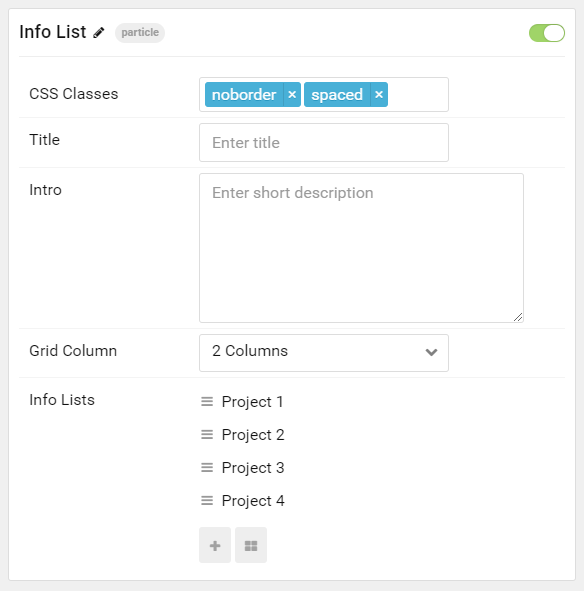 Info List particle
CSS Classes noborder × spaced ×
Title Enter title
Intro Enter short description
Grid Column 2 Columns
Info Lists Project 1
Project 2
Project 3
Project 4